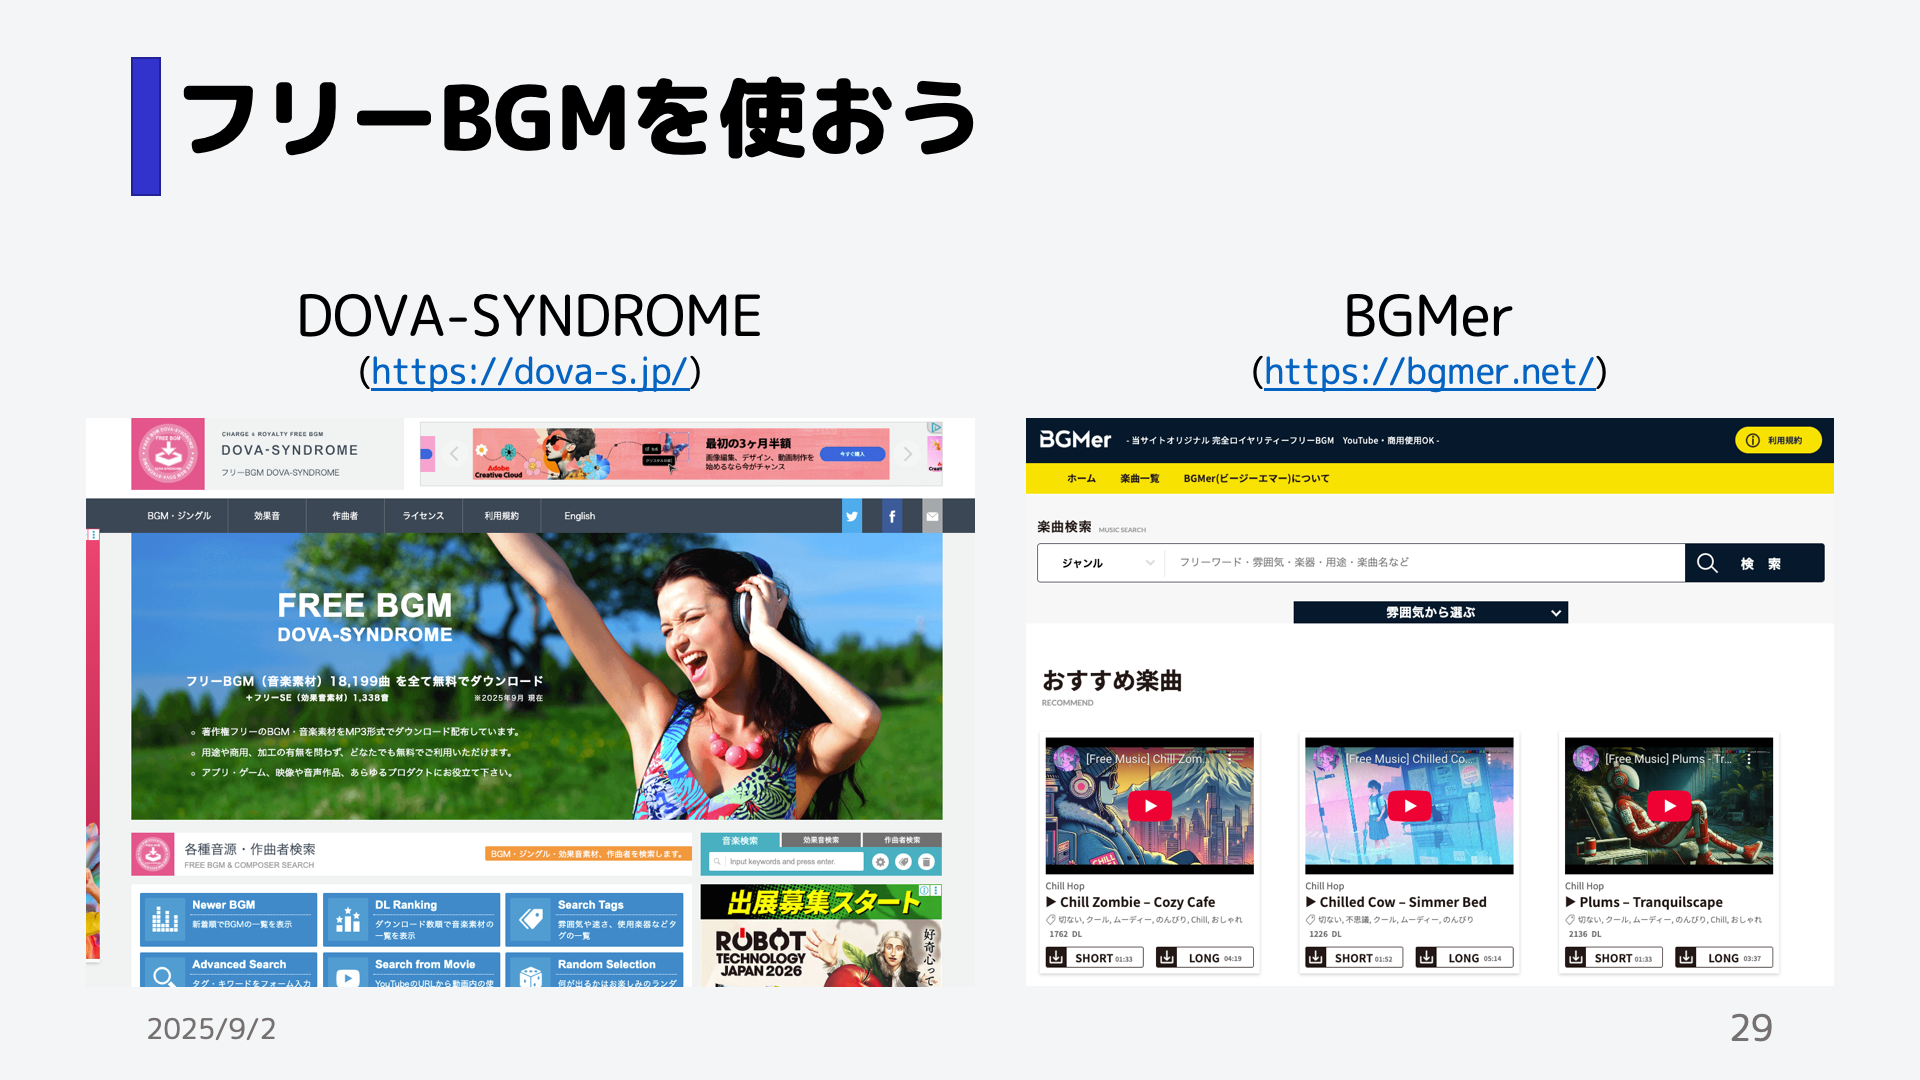 フリーBGMを使おう
DOVA-SYNDROME
(https://dova-s.jp/)
FREE BGM
CHARGE & ROYALTY FREE BGM
DOVA-SYNDROME
フリーBGM DOVA-SYNDROME
Adobe
Creative Cloud
最初の3ヶ月半額
画像編集、デザイン、動画制作を
始めるなら今がチャンス
今すぐ購入
BGM・ジングル
効果音
作曲者
ライセンス
利用規約
English
FREE BGM
DOVA-SYNDROME
フリーBGM（音楽素材）18,199曲 を全て無料でダウンロード
+フリーSE（効果音素材）1,338音
※2025年9月 現在
著作権フリーのBGM・音楽素材をMP3形式でダウンロード配布しています。
用途や商用、加工の有無を問わず、どなたでも無料でご利用いただけます。
アプリ・ゲーム、映像や音声作品、あらゆるプロダクトにお役立て下さい。
各種音源・作曲者検索
FREE BGM & COMPOSER SEARCH
BGM・ジングル・効果音素材、作曲者を検索します。
音楽検索
効果音検索
作曲者検索
Input keywords and press enter.
Newer BGM
新着順でBGMの一覧を表示
DL Ranking
ダウンロード数順で音楽素材の
一覧を表示
Search Tags
雰囲気や速さ、使用楽器などタ
グの一覧
Advanced Search
タグ・キワードをフォーム入力
Search from Movie
YouTubeのURLから動画内の使
Random Selection
何が出るかはお楽しみのランダ
出展募集スタート
ROBOT
TECHNOLOGY
JAPAN 2026
好奇心って
BGMer
(https://bgmer.net/)
BGMer
- 当サイトオリジナル 完全ロイヤリティーフリーBGM YouTube・商用使用OK -
利用規約
ホーム
楽曲一覧
BGMer(ビージーエマー)について
楽曲検索
MUSIC SEARCH
ジャンル
フリーワード・雰囲気・楽器・用途・楽曲名など
検 索
雰囲気から選ぶ
おすすめ楽曲
RECOMMEND
[Free Music] Chill Zom...
CHILL
Chill Hop
▶ Chill Zombie – Cozy Cafe
切ない, クール, ムーディー, のんびり, Chill, おしゃれ
1762 DL
SHORT 01:33
LONG 04:19
[Free Music] Chilled Co...
Chill Hop
▶ Chilled Cow – Simmer Bed
切ない, 不思議, クール, ムーディー, のんびり
1226 DL
SHORT 01:52
LONG 05:14
[Free Music] Plums - Tr...
Chill Hop
▶ Plums – Tranquilscape
切ない, クール, ムーディー, のんびり, Chill, おしゃれ
2136 DL
SHORT 01:33
LONG 03:37
2025/9/2
29